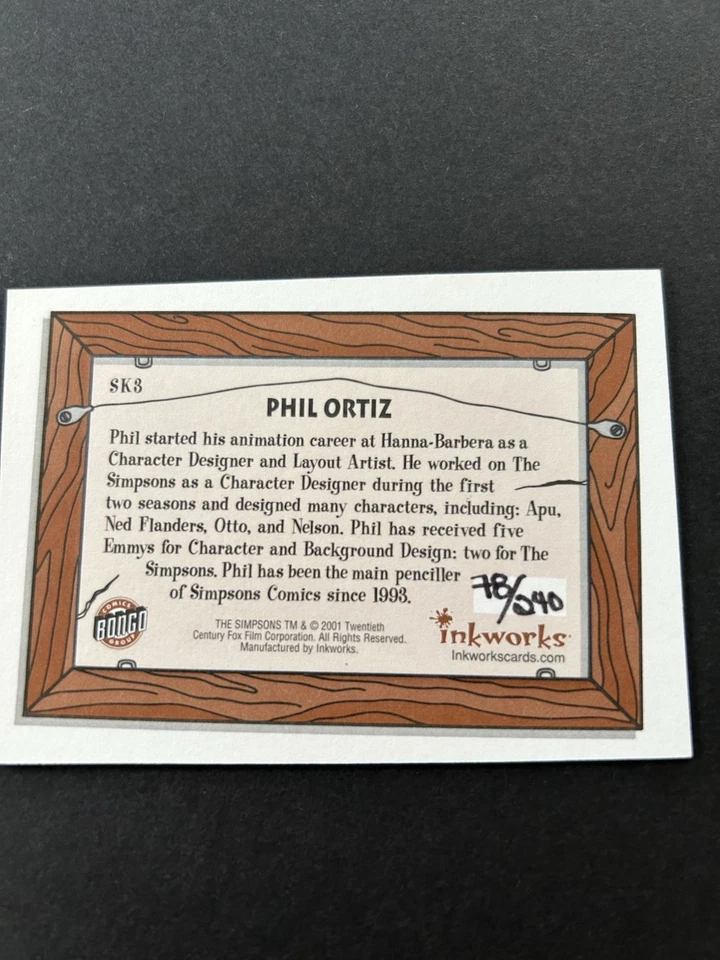 SK3
PHIL ORTIZ
Phil started his animation career at Hanna-Barbera as a
Character Designer and Layout Artist. He worked on The
Simpsons as a Character Designer during the first
two seasons and designed many characters, including: Apu,
Ned Flanders, Otto, and Nelson. Phil has received five
Emmys for Character and Background Design: two for The
Simpsons. Phil has been the main penciller
of Simpsons Comics since 1993.
78/240
COMICS
BONGO
GROUP
THE SIMPSONS TM & © 2001 Twentieth
Century Fox Film Corporation. All Rights Reserved.
Manufactured by Inkworks.
inkworks
Inkworkscards.com